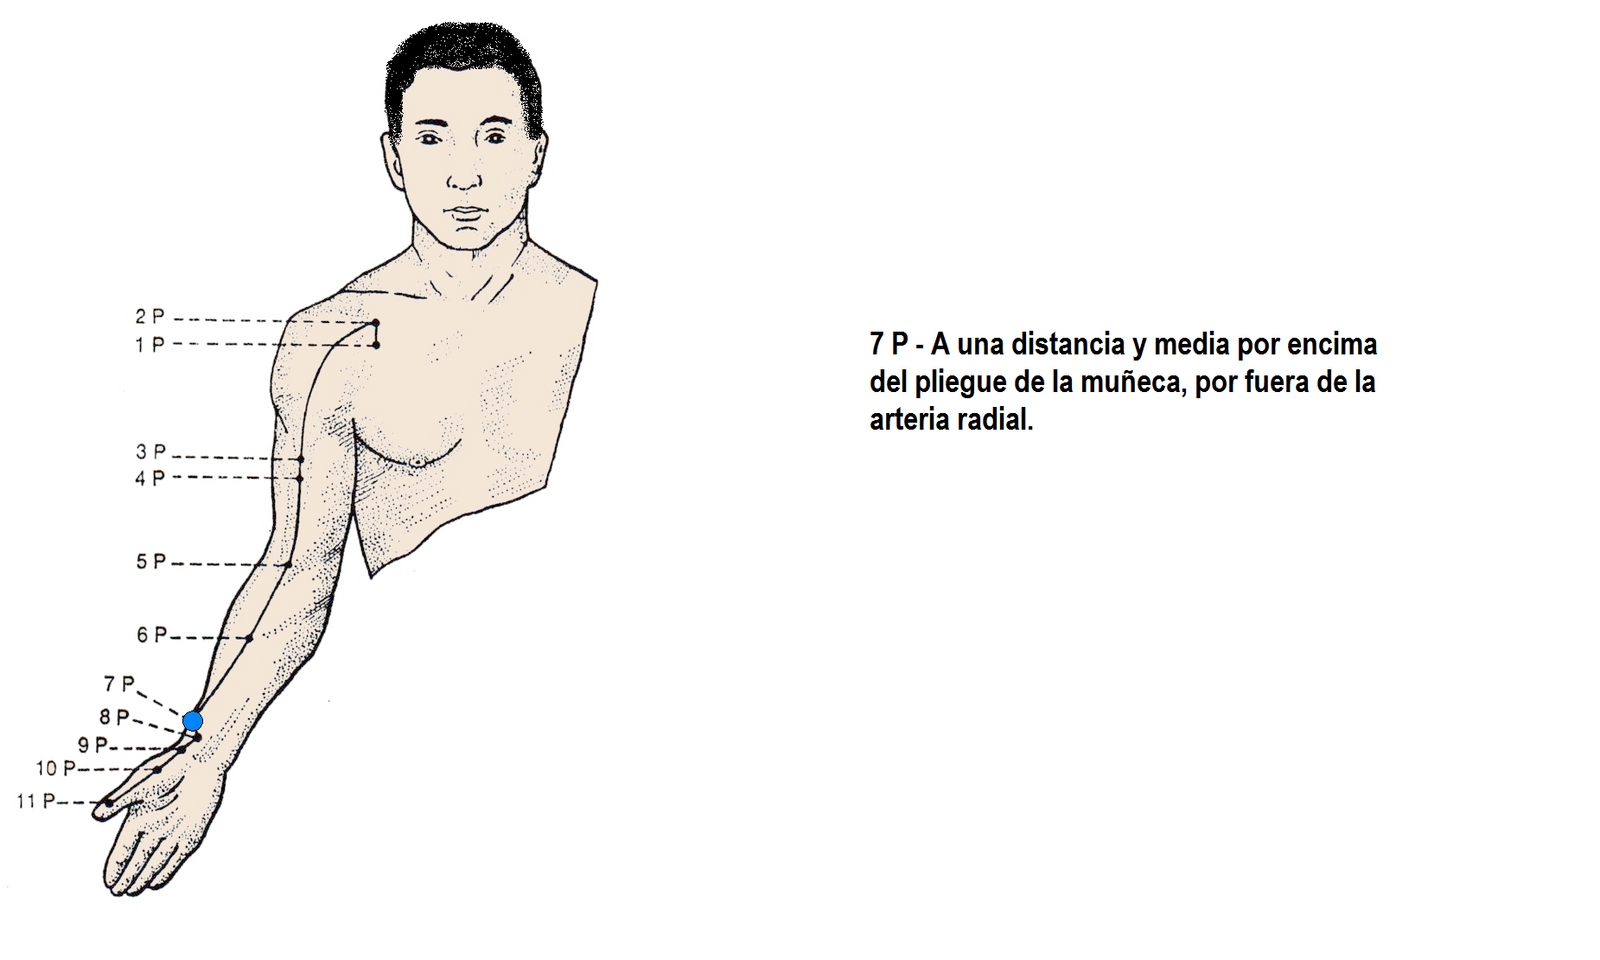 2 P
1 P
3 P
4 P
5 P
6 P
7 P
8 P
9 P
10 P
11 P
7 P - A una distancia y media por encima
del pliegue de la muñeca, por fuera de la
arteria radial.